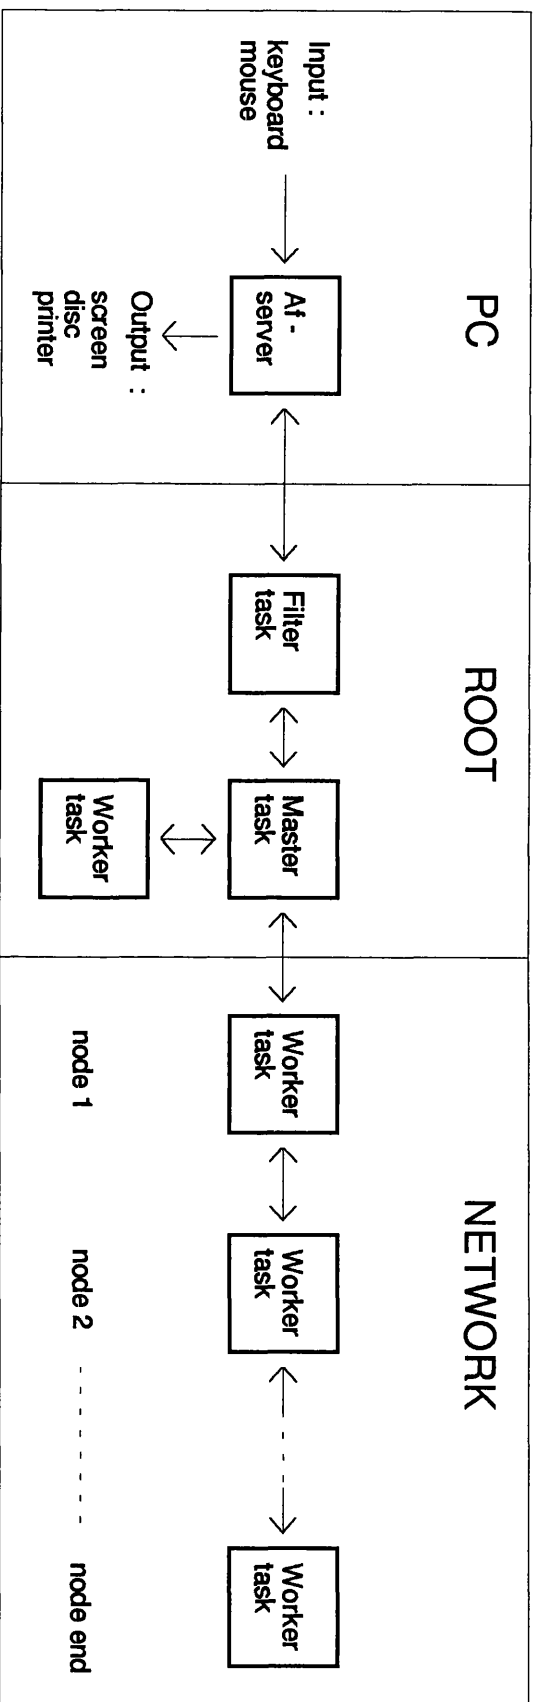 PC
Input :
keyboard
mouse
Af -
server
Output :
screen
disc
printer
ROOT
Filter
task
Master
task
Worker
task
NETWORK
Worker
task
Worker
task
Worker
task
node 1
node 2
node end